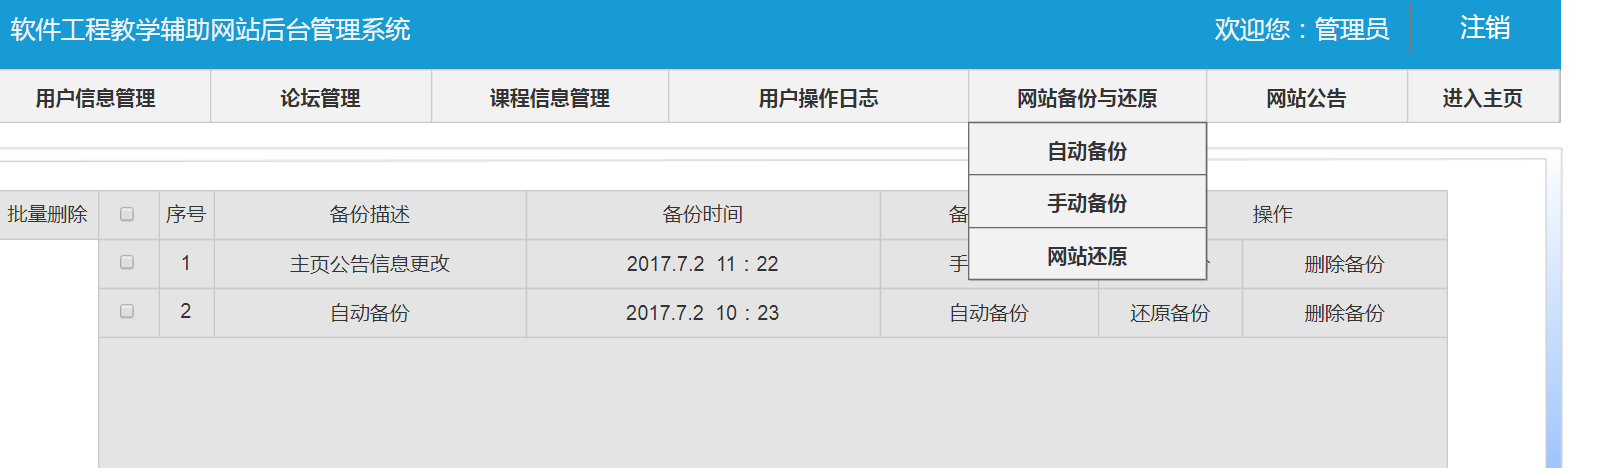 软件工程教学辅助网站后台管理系统 欢迎您：管理员 注销
用户信息管理 论坛管理 课程信息管理 用户操作日志 网站备份与还原 网站公告 进入主页
自动备份
手动备份
网站还原
批量删除 序号 备份描述 备份时间 备 操作
1 主页公告信息更改 2017.7.2 11：22 手 删除备份
2 自动备份 2017.7.2 10：23 自动备份 还原备份 删除备份